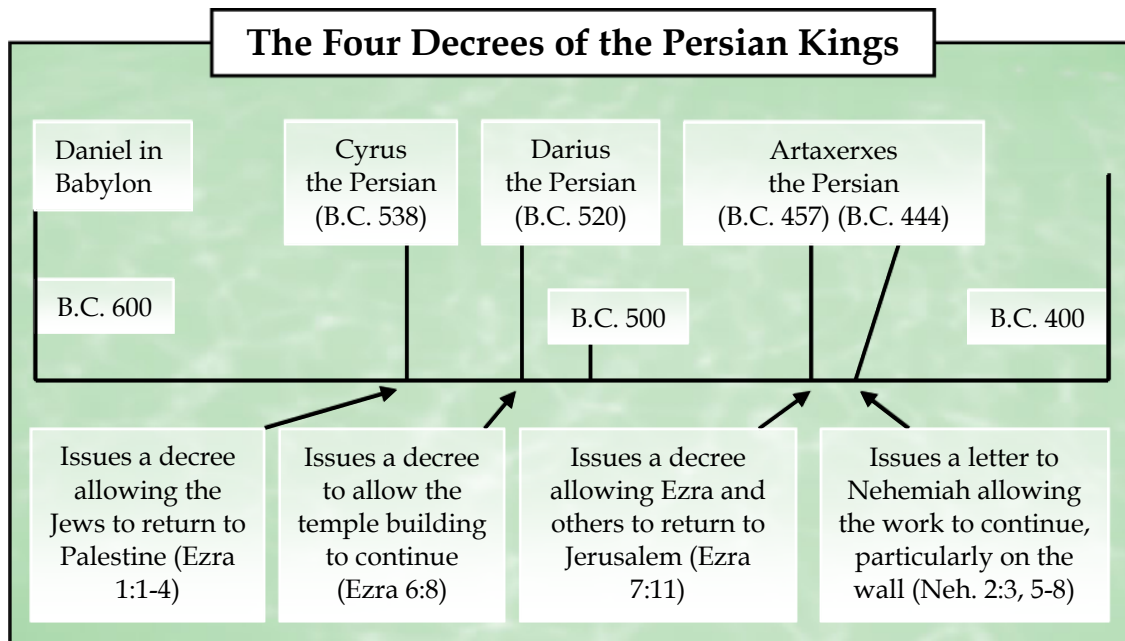 The Four Decrees of the Persian Kings
Daniel in
Babylon
Cyrus
the Persian
(B.C. 538)
Darius
the Persian
(B.C. 520)
Artaxerxes
the Persian
(B.C. 457) (B.C. 444)
B.C. 600
B.C. 500
B.C. 400
Issues a decree
allowing the
Jews to return to
Palestine (Ezra
1:1-4)
Issues a decree
to allow the
temple building
to continue
(Ezra 6:8)
Issues a decree
allowing Ezra and
others to return to
Jerusalem (Ezra
7:11)
Issues a letter to
Nehemiah allowing
the work to continue,
particularly on the
wall (Neh. 2:3, 5-8)